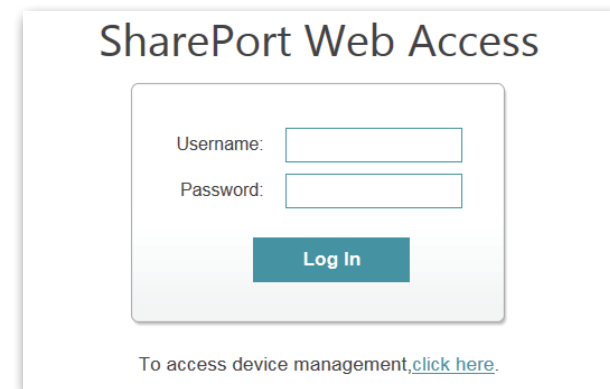 SharePort Web Access
Username:
Password:
Log In
To access device management,click here.